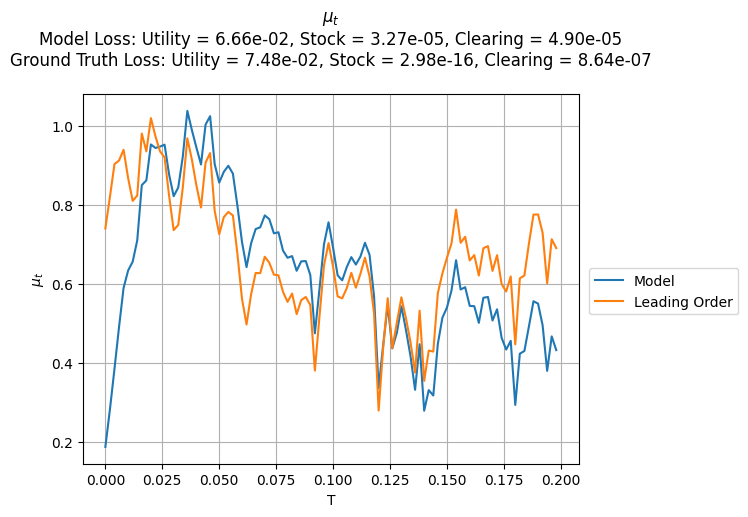 μₜ
Model Loss: Utility = 6.66e-02, Stock = 3.27e-05, Clearing = 4.90e-05
Ground Truth Loss: Utility = 7.48e-02, Stock = 2.98e-16, Clearing = 8.64e-07
1.0
0.8
0.6
0.4
0.2
μₜ
0.000 0.025 0.050 0.075 0.100 0.125 0.150 0.175 0.200
T
Model
Leading Order